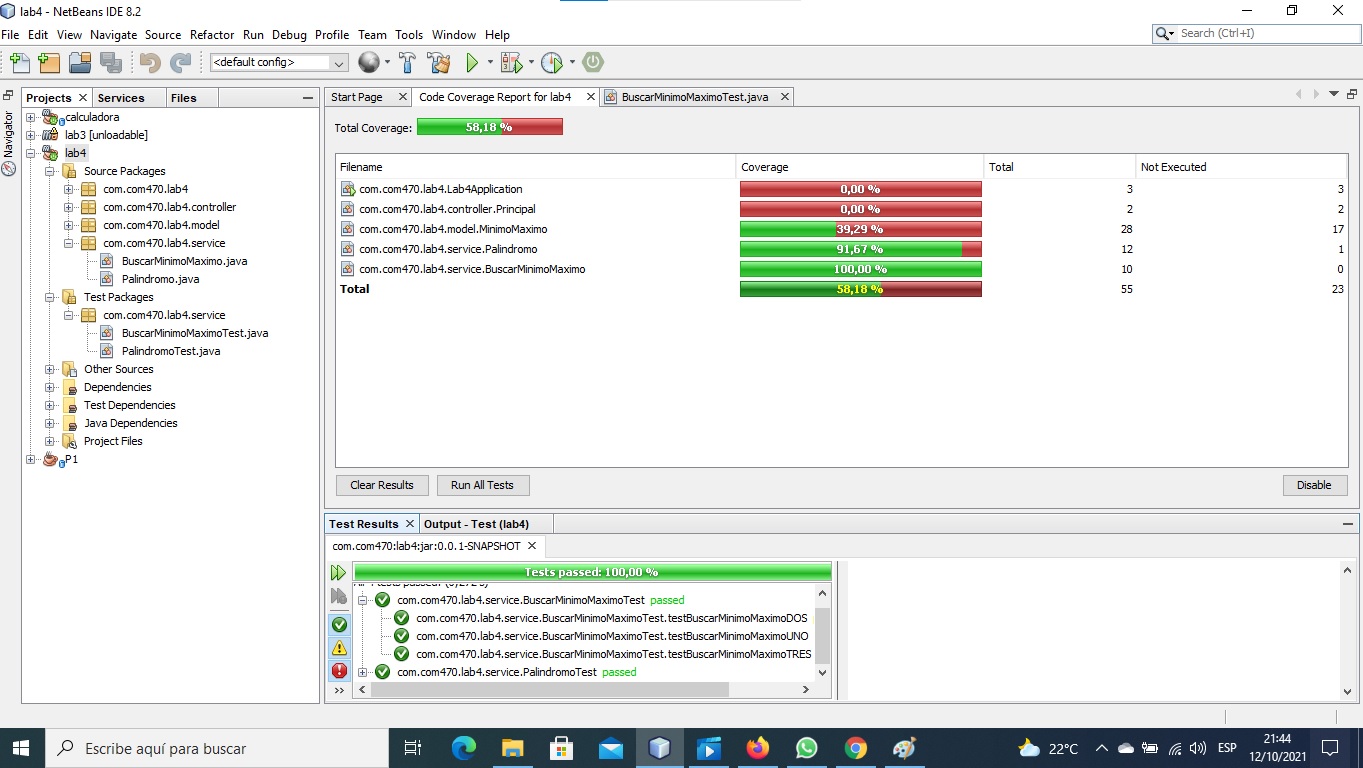 lab4 - NetBeans IDE 8.2
File Edit View Navigate Source Refactor Run Debug Profile Team Tools Window Help
Search (Ctrl+I)
<default config>
Navigator
Projects
Services
Files
calculadora
lab3 [unloadable]
lab4
Source Packages
com.com470.lab4
com.com470.lab4.controller
com.com470.lab4.model
com.com470.lab4.service
BuscarMinimoMaximo.java
Palindromo.java
Test Packages
com.com470.lab4.service
BuscarMinimoMaximoTest.java
PalindromoTest.java
Other Sources
Dependencies
Test Dependencies
Java Dependencies
Project Files
P1
Start Page
Code Coverage Report for lab4
BuscarMinimoMaximoTest.java
Total Coverage: 58,18 %
Filename Coverage Total Not Executed
com.com470.lab4.Lab4Application 0,00 % 3 3
com.com470.lab4.controller.Principal 0,00 % 2 2
com.com470.lab4.model.MinimoMaximo 39,29 % 28 17
com.com470.lab4.service.Palindromo 91,67 % 12 1
com.com470.lab4.service.BuscarMinimoMaximo 100,00 % 10 0
Total 58,18 % 55 23
Clear Results
Run All Tests
Disable
Test Results
Output - Test (lab4)
com.com470:lab4:jar:0.0.1-SNAPSHOT
Tests passed: 100,00 %
com.com470.lab4.service.BuscarMinimoMaximoTest passed
com.com470.lab4.service.BuscarMinimoMaximoTest.testBuscarMinimoMaximoDOS
com.com470.lab4.service.BuscarMinimoMaximoTest.testBuscarMinimoMaximoUNO
com.com470.lab4.service.BuscarMinimoMaximoTest.testBuscarMinimoMaximoTRES
com.com470.lab4.service.PalindromoTest passed
Escribe aquí para buscar
22°C
ESP
21:44
12/10/2021